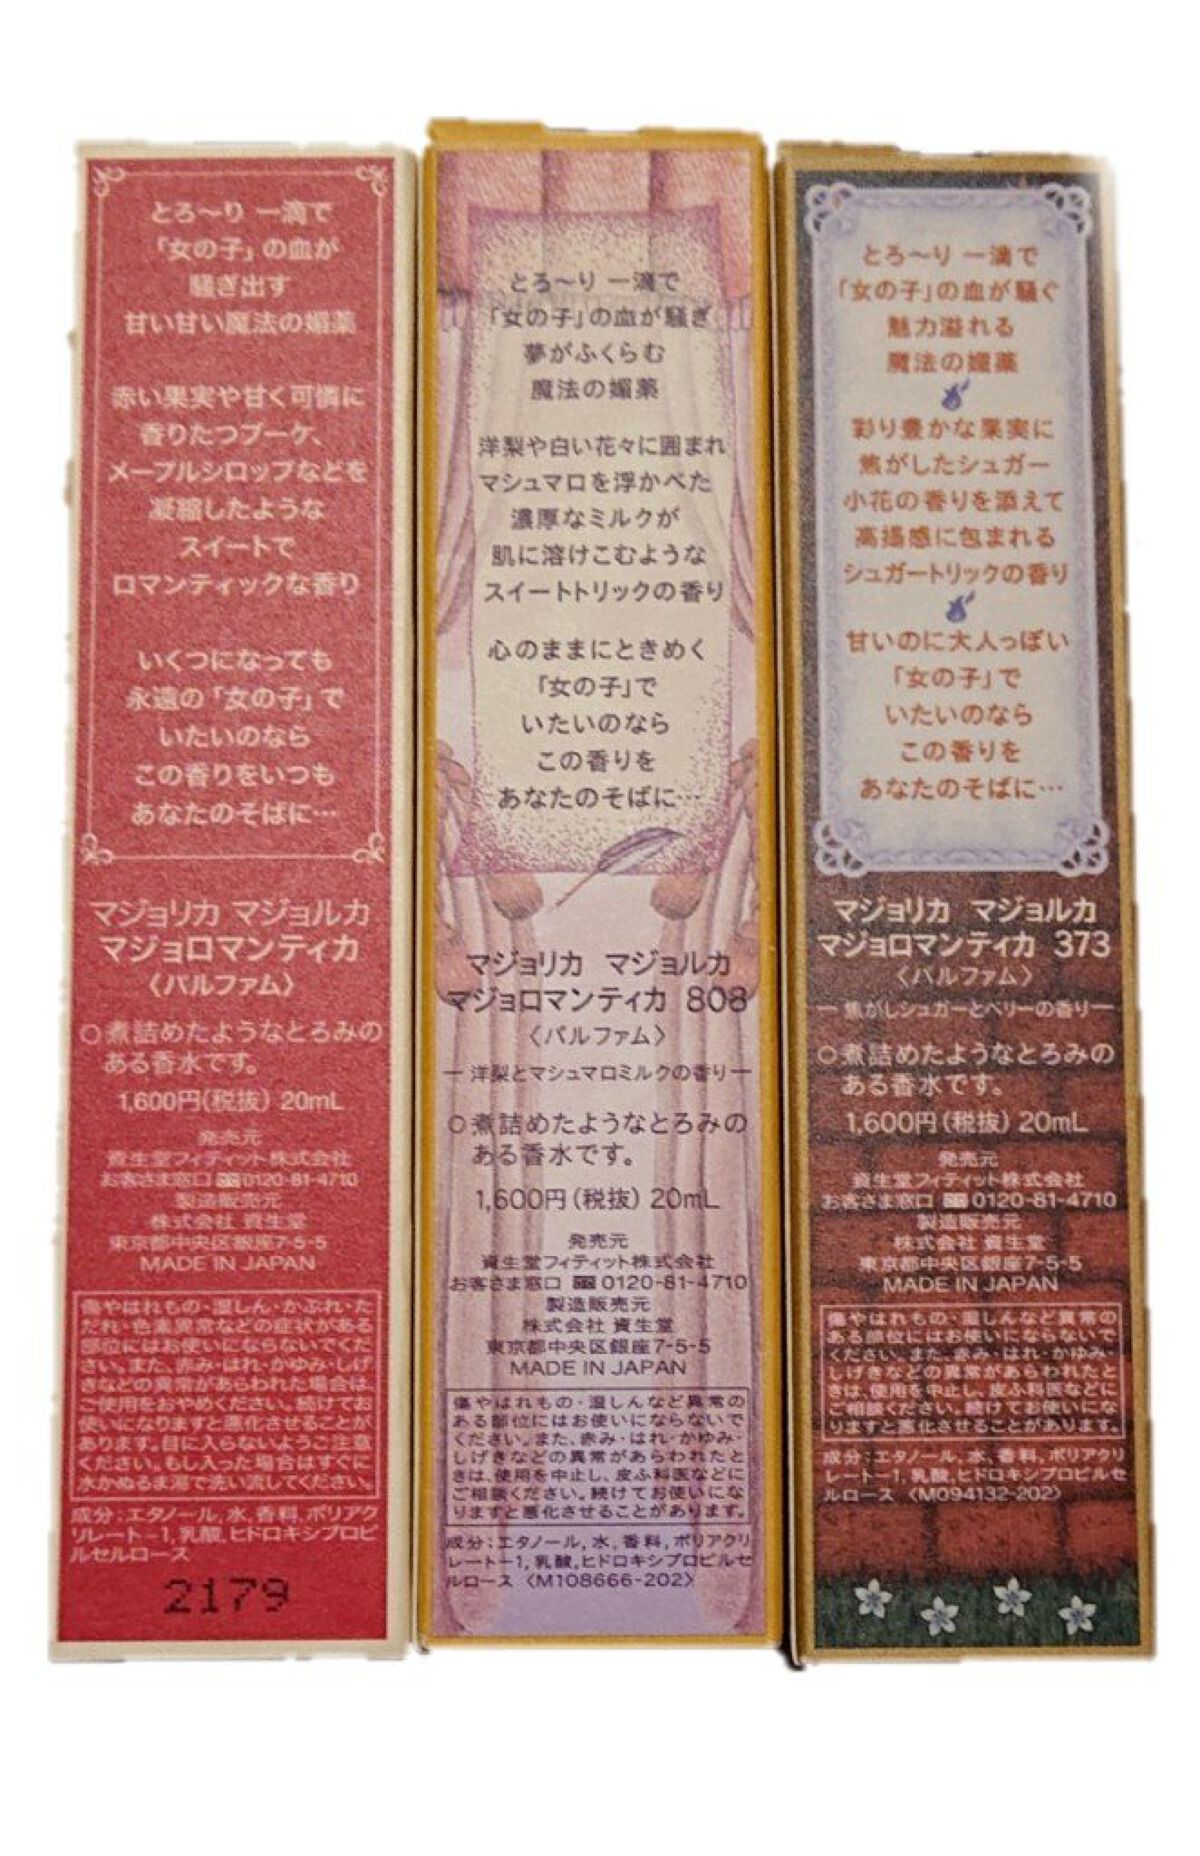 とろ〜り 一滴で
「女の子」の血が
騒ぎ出す
甘い甘い魔法の媚薬
赤い果実や甘く可憐に
香りたつブーケ、
メープルシロップなどを
凝縮したような
スイートで
ロマンティックな香り
いくつになっても
永遠の「女の子」で
いたいのなら
この香りをいつも
あなたのそばに…
マジョリカ マジョルカ
マジョロマンティカ
〈パルファム〉
○煮詰めたようなとろみの
ある香水です。
1,600円(税抜) 20mL
発売元
資生堂フィティット株式会社
お客さま窓口 0120-81-4710
製造販売元
株式会社 資生堂
東京都中央区銀座7-5-5
MADE IN JAPAN
傷やはれもの・湿しん・かぶれ・た
だれ・色素異常などの症状がある
部位にはお使いにならないでくだ
さい。また、赤み・はれ・かゆみ・しげ
きなどの異常があらわれた場合は、
ご使用をおやめください。続けてお
使いになりますと悪化させることが
あります。目に入らないようご注意
ください。もし入った場合はすぐに
水かぬるま湯で洗い流してください。
成分:エタノール,水,香料,ポリアク
リレート-1,乳酸,ヒドロキシプロピ
ルセルロース
2179
とろ〜り 一滴で
「女の子」の血が騒ぎ
夢がふくらむ
魔法の媚薬
洋梨や白い花々に囲まれ
マシュマロを浮かべた
濃厚なミルクが
肌に溶けこむような
スイートトリックの香り
心のままにときめく
「女の子」で
いたいのなら
この香りを
あなたのそばに…
マジョリカ マジョルカ
マジョロマンティカ 808
〈パルファム〉
― 洋梨とマシュマロミルクの香り ―
○煮詰めたようなとろみの
ある香水です。
1,600円(税抜) 20mL
発売元
資生堂フィティット株式会社
お客さま窓口 0120-81-4710
製造販売元
株式会社 資生堂
東京都中央区銀座7-5-5
MADE IN JAPAN
傷やはれもの・湿しんなど異常の
ある部位にはお使いにならないで
ください。また、赤み・はれ・かゆみ・
しげきなどの異常があらわれたと
きは、使用を中止し、皮ふ科医などに
ご相談ください。続けてお使いにな
りますと悪化させることがあります。
成分:エタノール,水,香料,ポリアクリ
レート-1,乳酸,ヒドロキシプロピルセ
ルロース 〈M108666-202〉
とろ〜り 一滴で
「女の子」の血が騒ぐ
魅力溢れる
魔法の媚薬
彩り豊かな果実に
焦がしたシュガー
小花の香りを添えて
高揚感に包まれる
シュガートリックの香り
甘いのに大人っぽい
「女の子」で
いたいのなら
この香りを
あなたのそばに…
マジョリカ マジョルカ
マジョロマンティカ 373
〈パルファム〉
― 焦がしシュガーとベリーの香り ―
○煮詰めたようなとろみの
ある香水です。
1,600円(税抜) 20mL
発売元
資生堂フィティット株式会社
お客さま窓口 0120-81-4710
製造販売元
株式会社 資生堂
東京都中央区銀座7-5-5
MADE IN JAPAN
傷やはれもの・湿しんなど異常の
ある部位にはお使いにならないで
ください。また、赤み・はれ・かゆみ・
しげきなどの異常があらわれたと
きは、使用を中止し、皮ふ科医などに
ご相談ください。続けてお使いにな
りますと悪化させることがあります。
成分:エタノール,水,香料,ポリアクリ
レート-1,乳酸,ヒドロキシプロピルセ
ルロース 〈M094132-202〉